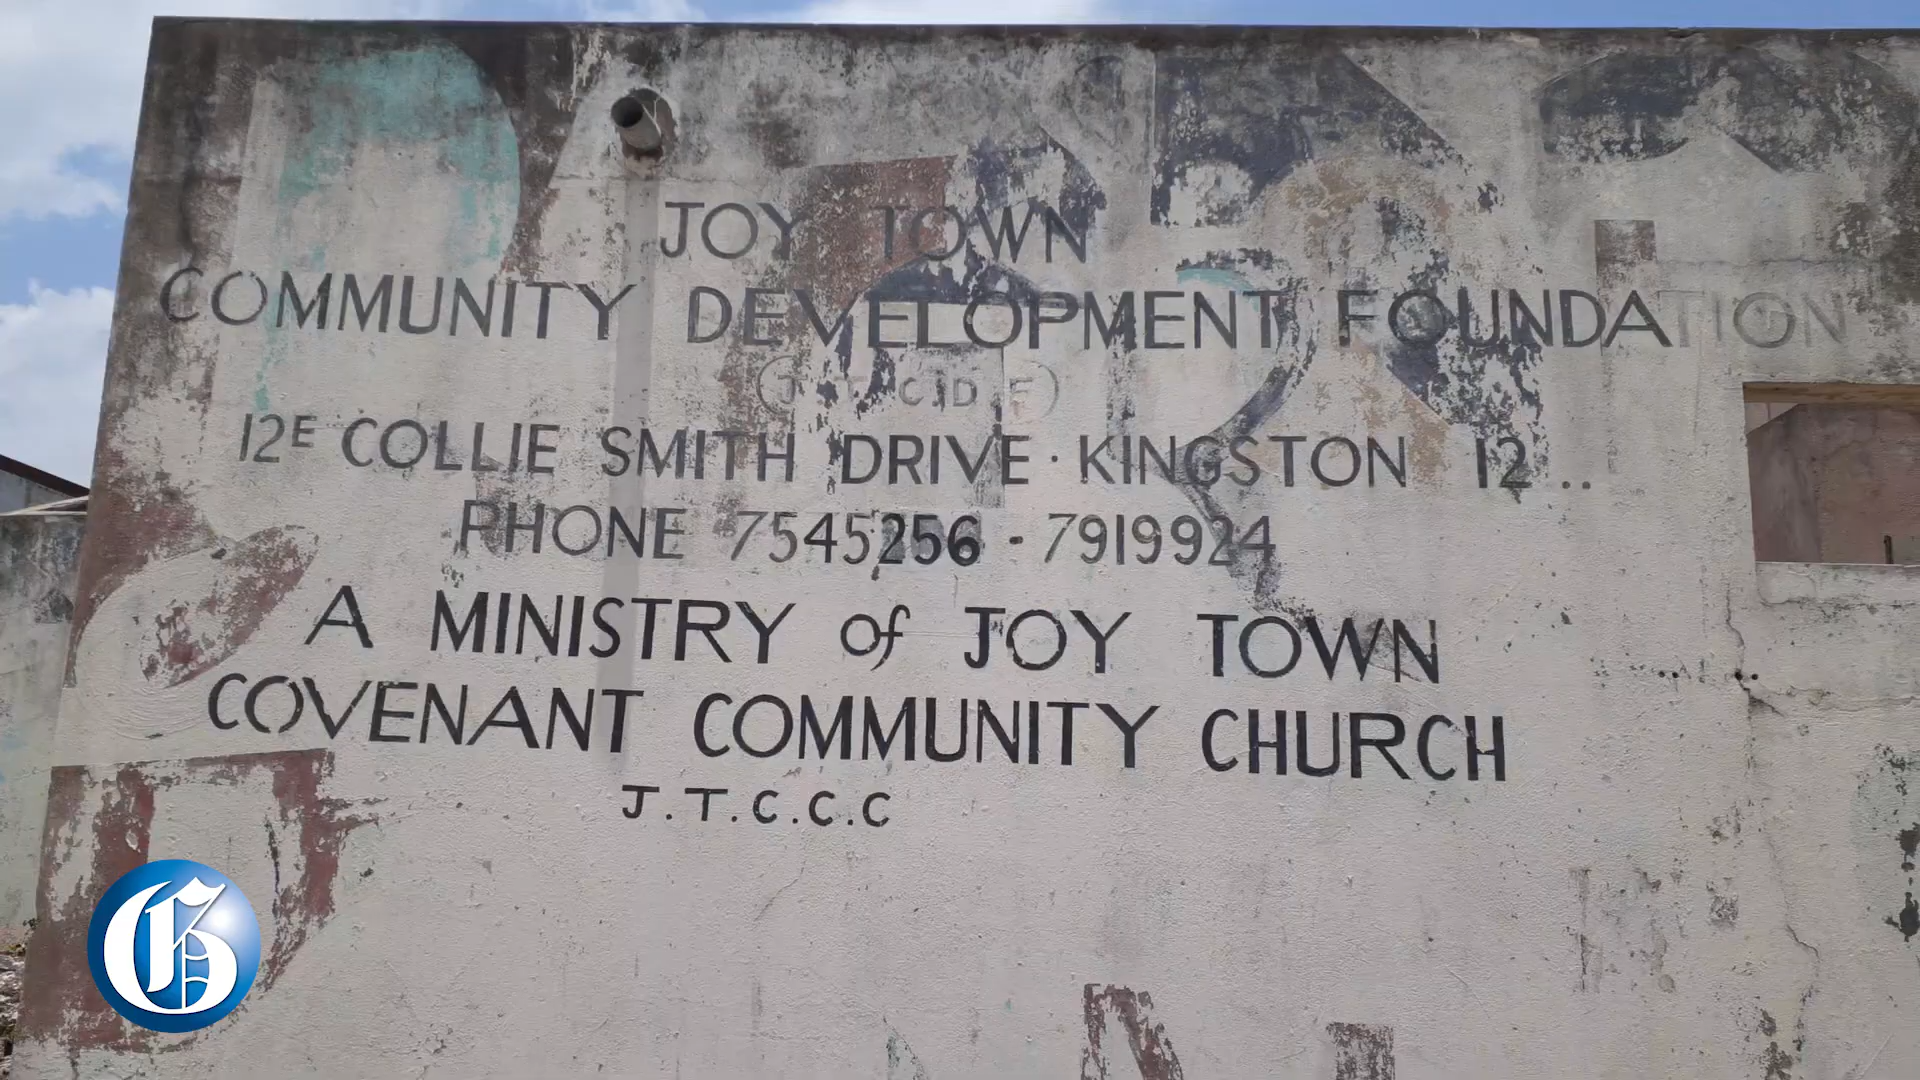 JOY TOWN
COMMUNITY DEVELOPMENT FOUNDATION
(J.T.C.D.F)
12E COLLIE SMITH DRIVE · KINGSTON 12..
PHONE 7545256 - 7919924
A MINISTRY of JOY TOWN
COVENANT COMMUNITY CHURCH
J.T.C.C.C
G